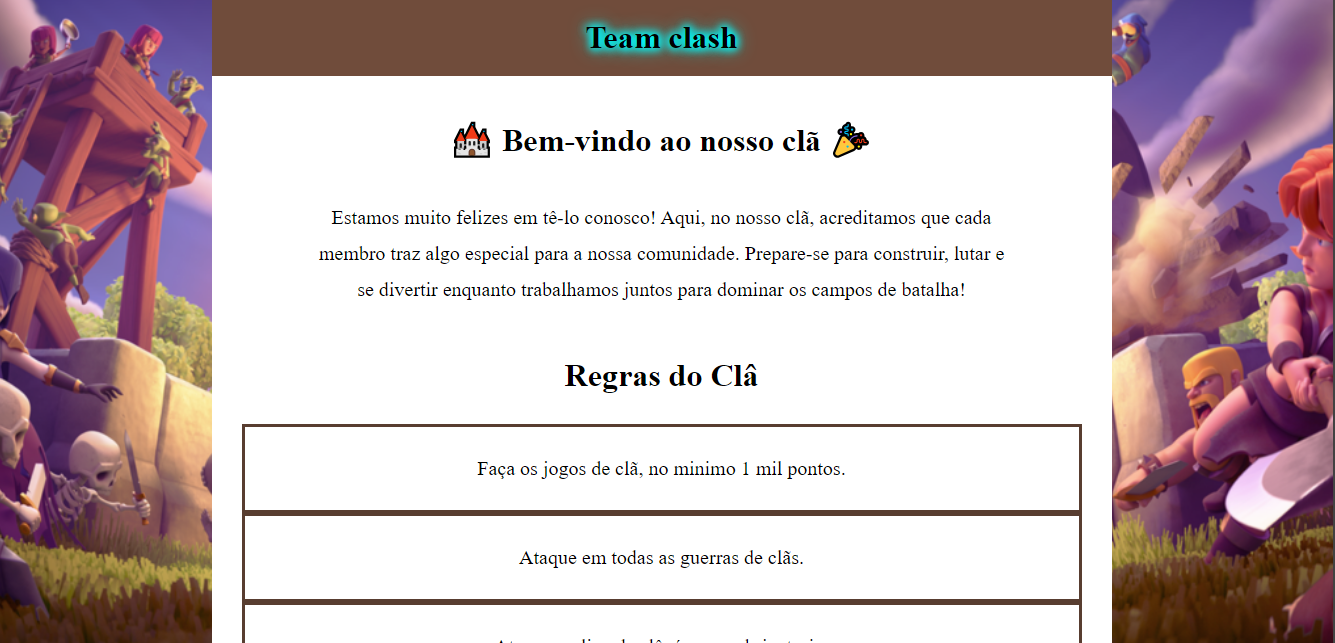 Team clash
Bem-vindo ao nosso clã
Estamos muito felizes em tê-lo conosco! Aqui, no nosso clã, acreditamos que cada
membro traz algo especial para a nossa comunidade. Prepare-se para construir, lutar e
se divertir enquanto trabalhamos juntos para dominar os campos de batalha!
Regras do Clâ
Faça os jogos de clã, no minimo 1 mil pontos.
Ataque em todas as guerras de clãs.